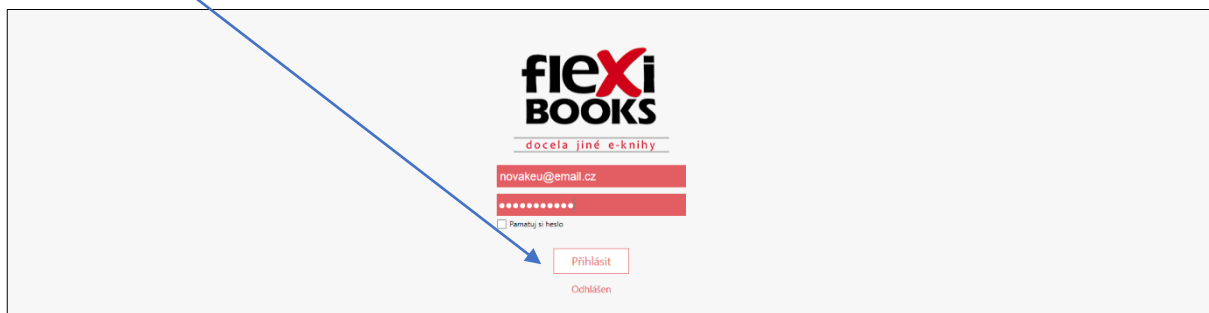 fleXi
BOOKS
docela jiné e-knihy
novakeu@email.cz
•••••••••••
Pamatuj si heslo
Přihlásit
Odhlášen